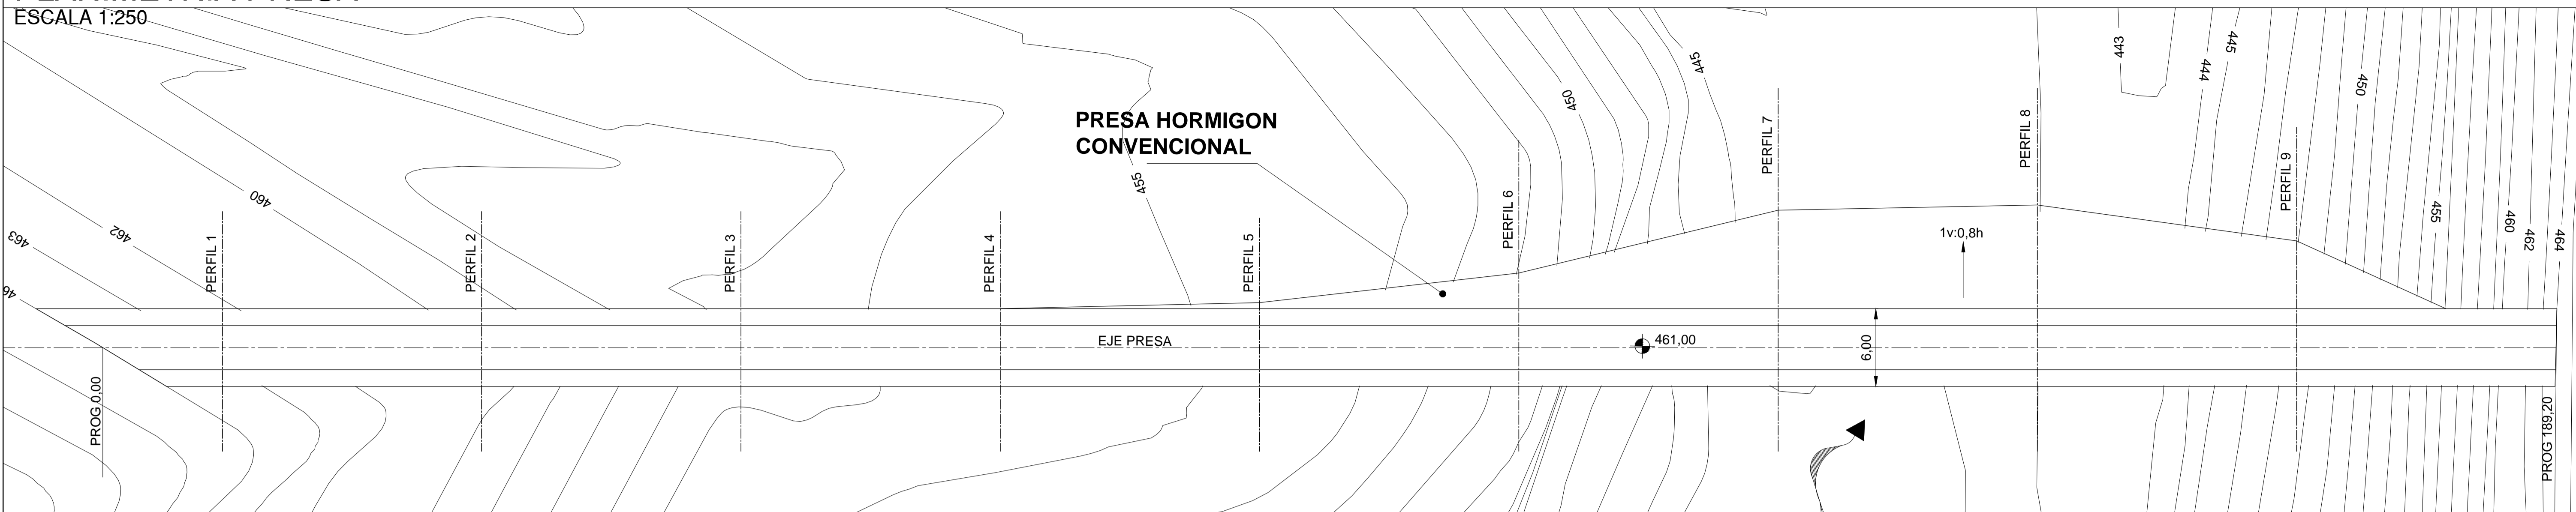 ESCALA 1:250
443
445
444
445
450
450
PRESA HORMIGON
CONVENCIONAL
455
460
462
463
PERFIL 1
PERFIL 2
PERFIL 3
PERFIL 4
PERFIL 5
PERFIL 6
PERFIL 7
PERFIL 8
PERFIL 9
1v:0,8h
455
460
462
464
EJE PRESA
461,00
6,00
PROG.0,00
PROG 189,20